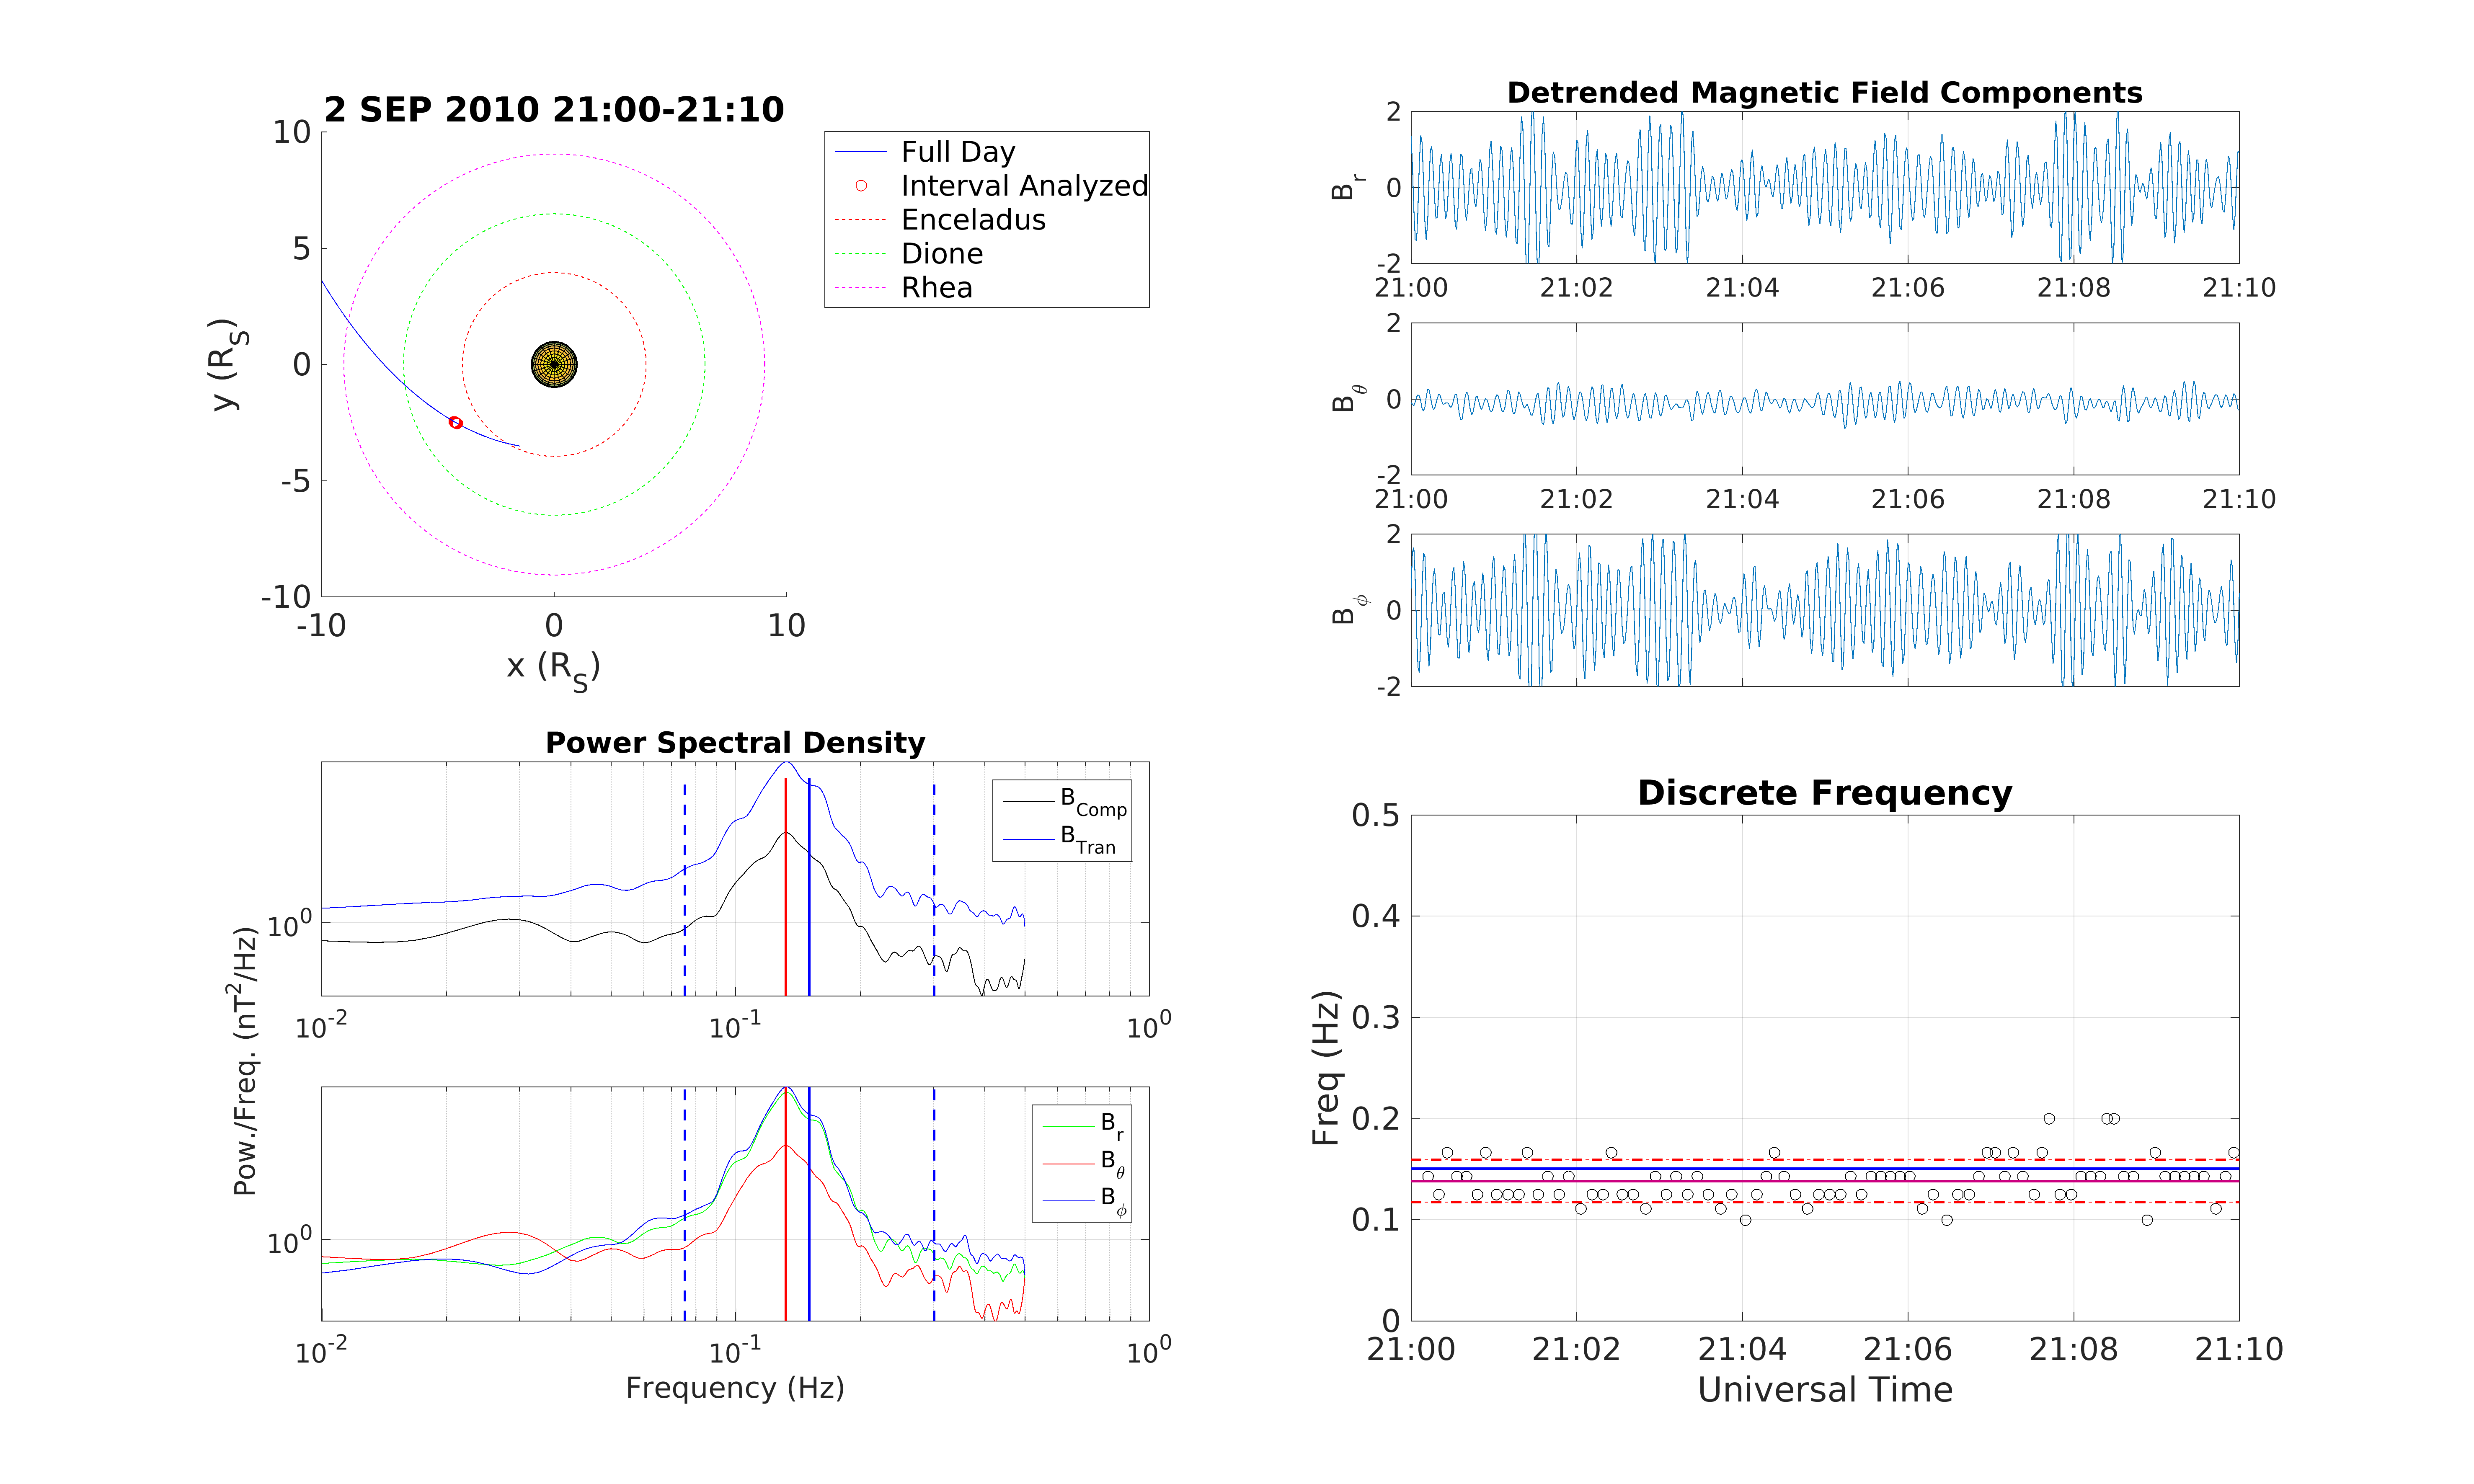 2 SEP 2010 21:00-21:10
10
5
0
-5
-10
-10 0 10
y (R_S)
x (R_S)
Full Day
Interval Analyzed
Enceladus
Dione
Rhea
Detrended Magnetic Field Components
B_r
2
0
-2
21:00 21:02 21:04 21:06 21:08 21:10
B_θ
2
0
-2
21:00 21:02 21:04 21:06 21:08 21:10
B_ϕ
2
0
-2
Power Spectral Density
B_Comp
B_Tran
10^0
10^-2 10^-1 10^0
Pow./Freq. (nT^2/Hz)
B_r
B_θ
B_ϕ
10^0
10^-2 10^-1 10^0
Frequency (Hz)
Discrete Frequency
0.5
0.4
0.3
0.2
0.1
0
Freq (Hz)
21:00 21:02 21:04 21:06 21:08 21:10
Universal Time